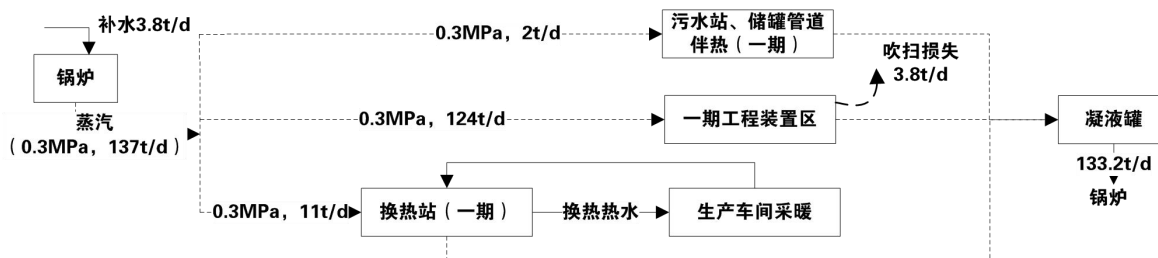 补水3.8t/d
锅炉
蒸汽
（0.3MPa，137t/d）
0.3MPa，2t/d
污水站、储罐管道
伴热（一期）
吹扫损失
3.8t/d
0.3MPa，124t/d
一期工程装置区
凝液罐
133.2t/d
锅炉
0.3MPa，11t/d
换热站（一期）
换热热水
生产车间采暖